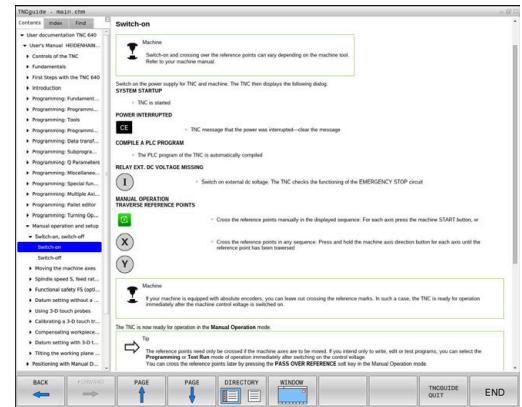 TNCguide - main.chm
Contents Index Find
User documentation TNC 640
User's Manual HEIDENHAIN...
Controls of the TNC
Fundamentals
First Steps with the TNC 640
Introduction
Programming: Fundament...
Programming: Programmi...
Programming: Tools
Programming: Programmi...
Programming: Data transf...
Programming: Subprogra...
Programming: Q Parameters
Programming: Miscellaneo...
Programming: Special fun...
Programming: Multiple Axi...
Programming: Pallet editor
Programming: Turning Op...
Manual operation and setup
Switch-on, switch-off
Switch-on
Switch-off
Moving the machine axes
Spindle speed S, feed rat...
Functional safety FS (opti...
Datum setting without a ...
Using 3-D touch probes
Calibrating a 3-D touch tr...
Compensating workpiece...
Datum setting with 3-D t...
Tilting the working plane ...
Positioning with Manual D...
Switch-on
Machine
Switch-on and crossing over the reference points can vary depending on the machine tool.
Refer to your machine manual.
Switch on the power supply for TNC and machine. The TNC then displays the following dialog:
SYSTEM STARTUP
TNC is started
POWER INTERRUPTED
CE
TNC message that the power was interrupted—clear the message
COMPILE A PLC PROGRAM
The PLC program of the TNC is automatically compiled
RELAY EXT. DC VOLTAGE MISSING
I
Switch on external dc voltage. The TNC checks the functioning of the EMERGENCY STOP circuit
MANUAL OPERATION
TRAVERSE REFERENCE POINTS
Cross the reference points manually in the displayed sequence: For each axis press the machine START button, or
X
Cross the reference points in any sequence: Press and hold the machine axis direction button for each axis until the
reference point has been traversed
Y
Machine
If your machine is equipped with absolute encoders, you can leave out crossing the reference marks. In such a case, the TNC is ready for operation
immediately after the machine control voltage is switched on.
The TNC is now ready for operation in the Manual Operation mode.
Tip
The reference points need only be crossed if the machine axes are to be moved. If you intend only to write, edit or test programs, you can select the
Programming or Test Run mode of operation immediately after switching on the control voltage.
You can cross the reference points later by pressing the PASS OVER REFERENCE soft key in the Manual Operation mode.
BACK FORWARD PAGE PAGE DIRECTORY WINDOW TNCGUIDE
QUIT END